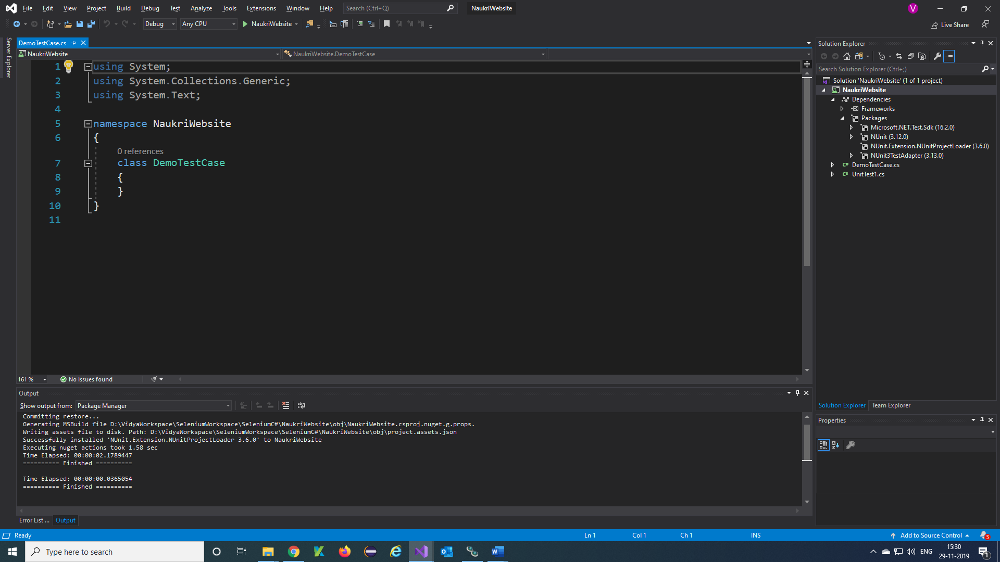 File Edit View Project Build Debug Test Analyze Tools Extensions Window Help Search (Ctrl+Q) NaukriWebsite V
Debug Any CPU NaukriWebsite Live Share
Server Explorer
DemoTestCase.cs
NaukriWebsite NaukriWebsite.DemoTestCase
1 using System;
2 using System.Collections.Generic;
3 using System.Text;
4
5 namespace NaukriWebsite
6 {
0 references
7 class DemoTestCase
8 {
9 }
10 }
11
161 % No issues found
Output
Show output from: Package Manager
Committing restore...
Generating MSBuild file D:\VidyaWorkspace\SeleniumWorkspace\SeleniumC#\NaukriWebsite\obj\NaukriWebsite.csproj.nuget.g.props.
Writing assets file to disk. Path: D:\VidyaWorkspace\SeleniumWorkspace\SeleniumC#\NaukriWebsite\obj\project.assets.json
Successfully installed 'NUnit.Extension.NUnitProjectLoader 3.6.0' to NaukriWebsite
Executing nuget actions took 1.58 sec
Time Elapsed: 00:00:02.1789447
========== Finished ==========
Time Elapsed: 00:00:00.0365054
========== Finished ==========
Error List ... Output
Solution Explorer
Search Solution Explorer (Ctrl+;)
Solution 'NaukriWebsite' (1 of 1 project)
NaukriWebsite
Dependencies
Frameworks
Packages
Microsoft.NET.Test.Sdk (16.2.0)
NUnit (3.12.0)
NUnit.Extension.NUnitProjectLoader (3.6.0)
NUnit3TestAdapter (3.13.0)
C# DemoTestCase.cs
C# UnitTest1.cs
Solution Explorer Team Explorer
Properties
Ready Ln 1 Col 1 Ch 1 INS Add to Source Control 3
Type here to search ENG 15:30
29-11-2019 1